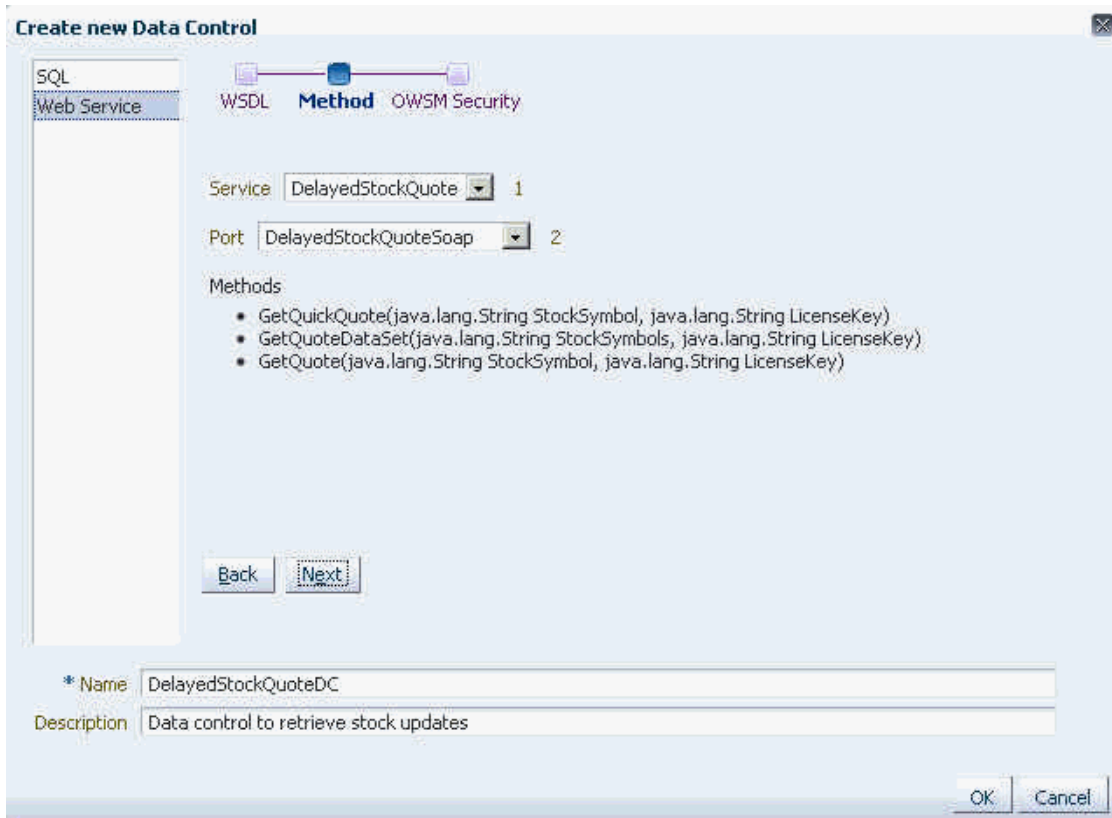 Create new Data Control
SQL
Web Service
WSDL Method OWSM Security
Service DelayedStockQuote 1
Port DelayedStockQuoteSoap 2
Methods
• GetQuickQuote(java.lang.String StockSymbol, java.lang.String LicenseKey)
• GetQuoteDataSet(java.lang.String StockSymbols, java.lang.String LicenseKey)
• GetQuote(java.lang.String StockSymbol, java.lang.String LicenseKey)
Back Next
* Name DelayedStockQuoteDC
Description Data control to retrieve stock updates
OK Cancel